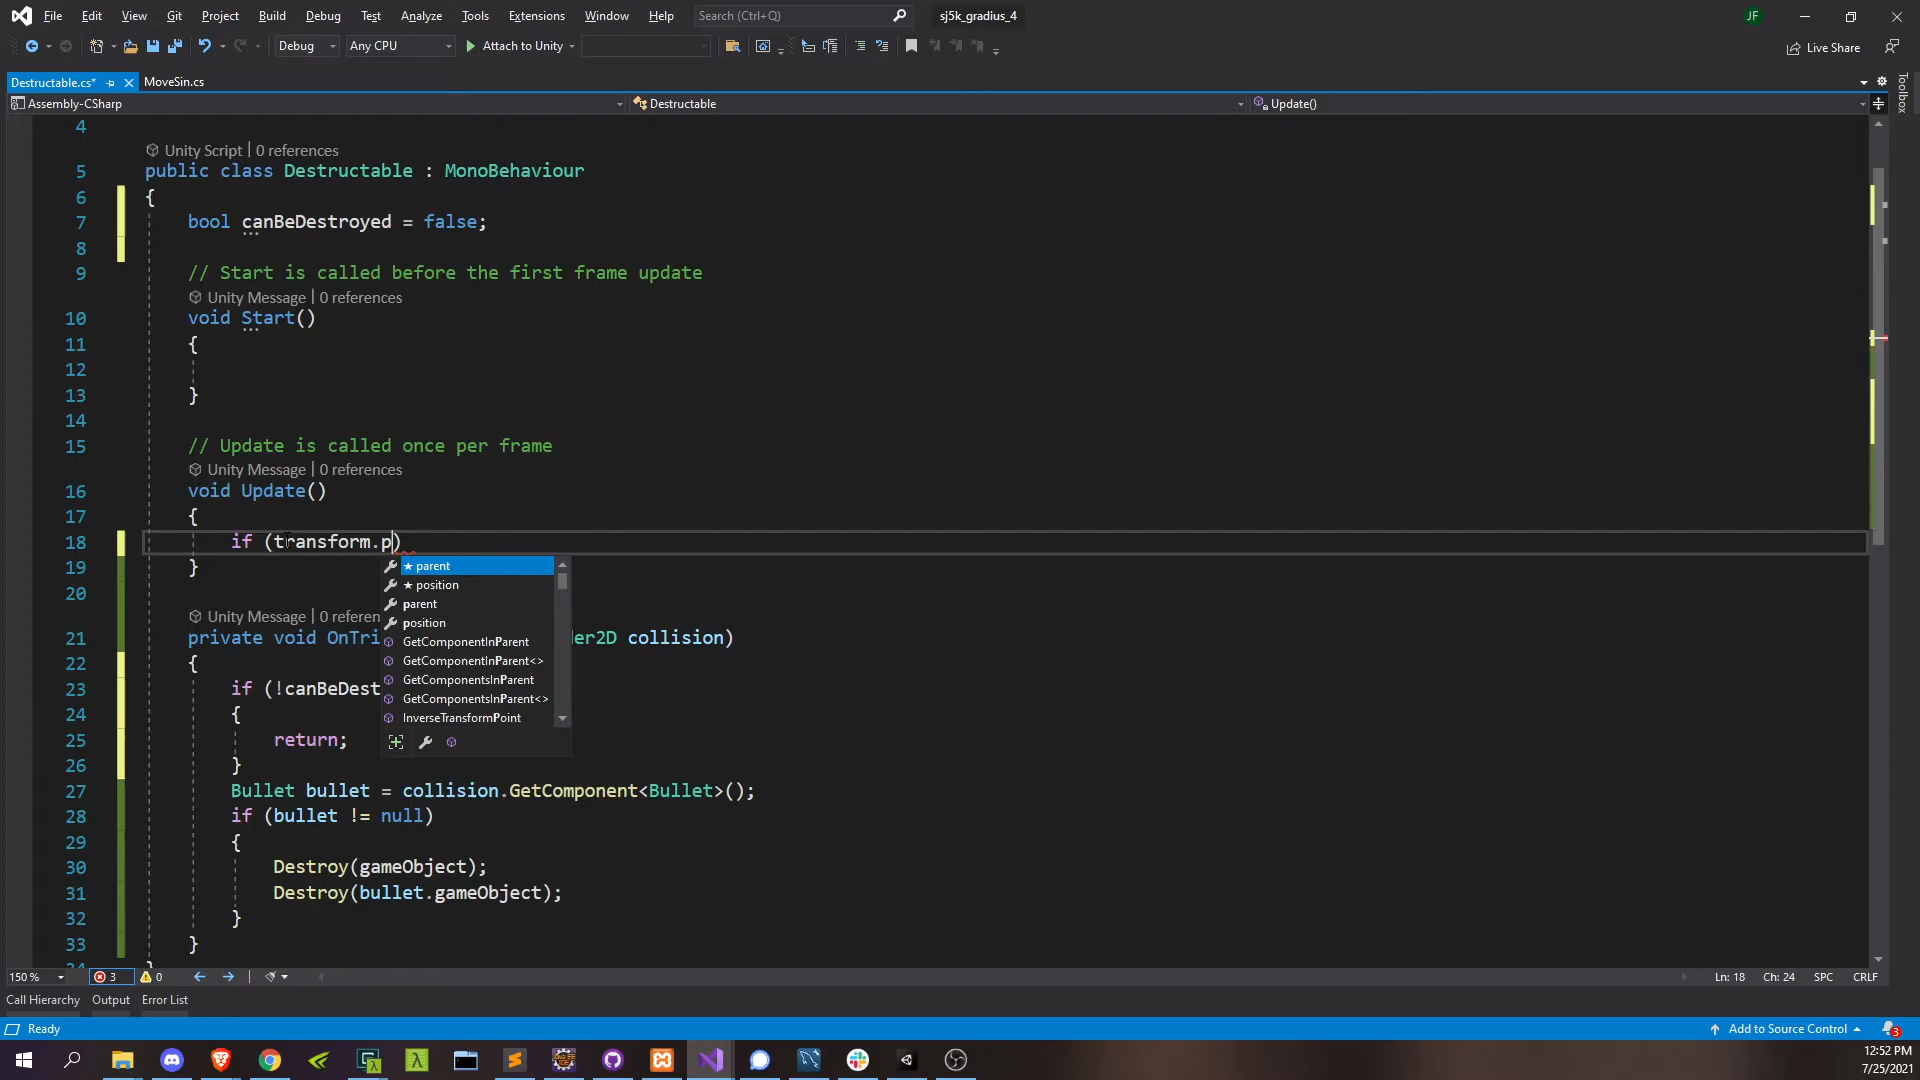 File Edit View Git Project Build Debug Test Analyze Tools Extensions Window Help Search (Ctrl+Q) sj5k_gradius_4 JF
Debug Any CPU Attach to Unity Live Share
Destructable.cs* MoveSin.cs
Toolbox
Assembly-CSharp Destructable Update()
4
Unity Script | 0 references
5 public class Destructable : MonoBehaviour
6 {
7 bool canBeDestroyed = false;
8
9 // Start is called before the first frame update
Unity Message | 0 references
10 void Start()
11 {
12
13 }
14
15 // Update is called once per frame
Unity Message | 0 references
16 void Update()
17 {
18 if (transform.p)
19 }
20
★ parent
★ position
parent
position
GetComponentInParent
GetComponentInParent<>
GetComponentsInParent
GetComponentsInParent<>
InverseTransformPoint
Unity Message | 0 referen
21 private void OnTri er2D collision)
22 {
23 if (!canBeDest
24 {
25 return;
26 }
27 Bullet bullet = collision.GetComponent<Bullet>();
28 if (bullet != null)
29 {
30 Destroy(gameObject);
31 Destroy(bullet.gameObject);
32 }
33 }
150 % 3 0 Ln: 18 Ch: 24 SPC CRLF
Call Hierarchy Output Error List
Ready Add to Source Control 3
12:52 PM
7/25/2021